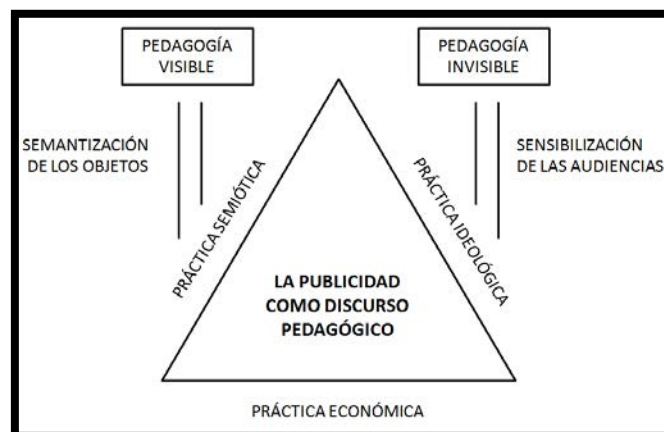 PEDAGOGÍA
VISIBLE
PEDAGOGÍA
INVISIBLE
SEMANTIZACIÓN
DE LOS OBJETOS
SENSIBILIZACIÓN
DE LAS AUDIENCIAS
PRÁCTICA SEMIÓTICA
PRÁCTICA IDEOLÓGICA
LA PUBLICIDAD
COMO DISCURSO
PEDAGÓGICO
PRÁCTICA ECONÓMICA